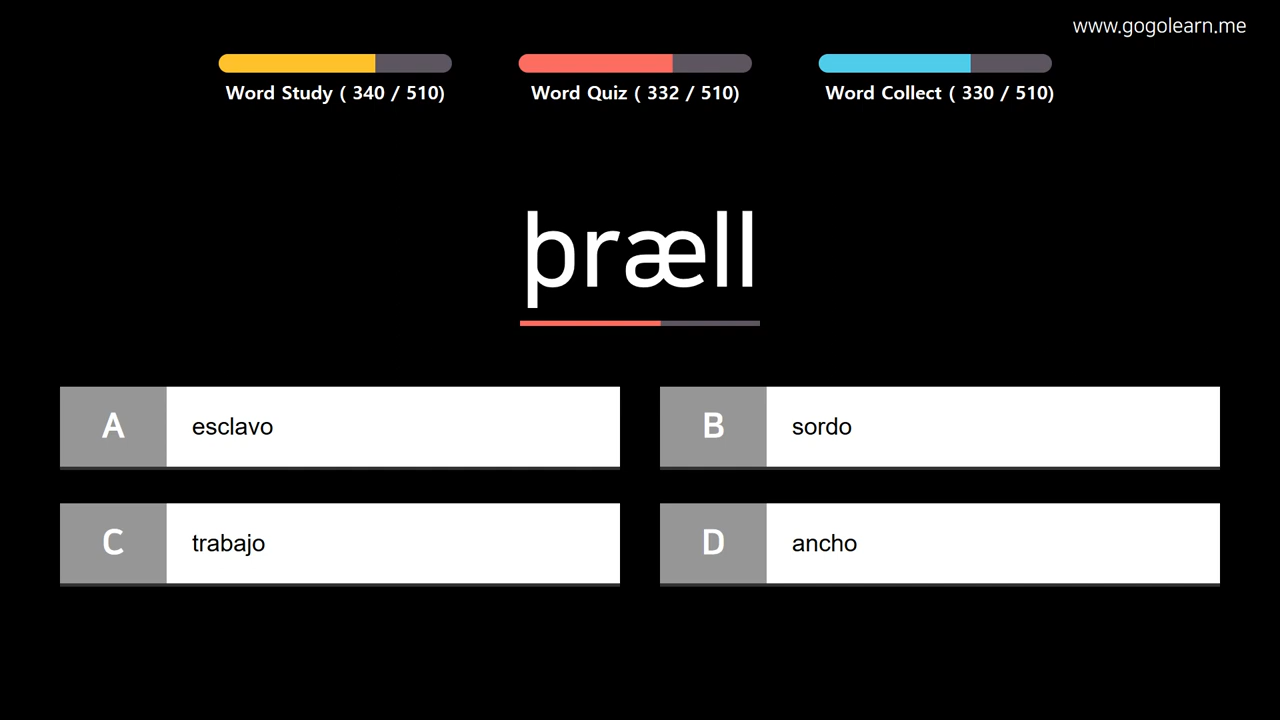 www.gogolearn.me
Word Study ( 340 / 510)
Word Quiz ( 332 / 510)
Word Collect ( 330 / 510)
þræll
A esclavo
B sordo
C trabajo
D ancho